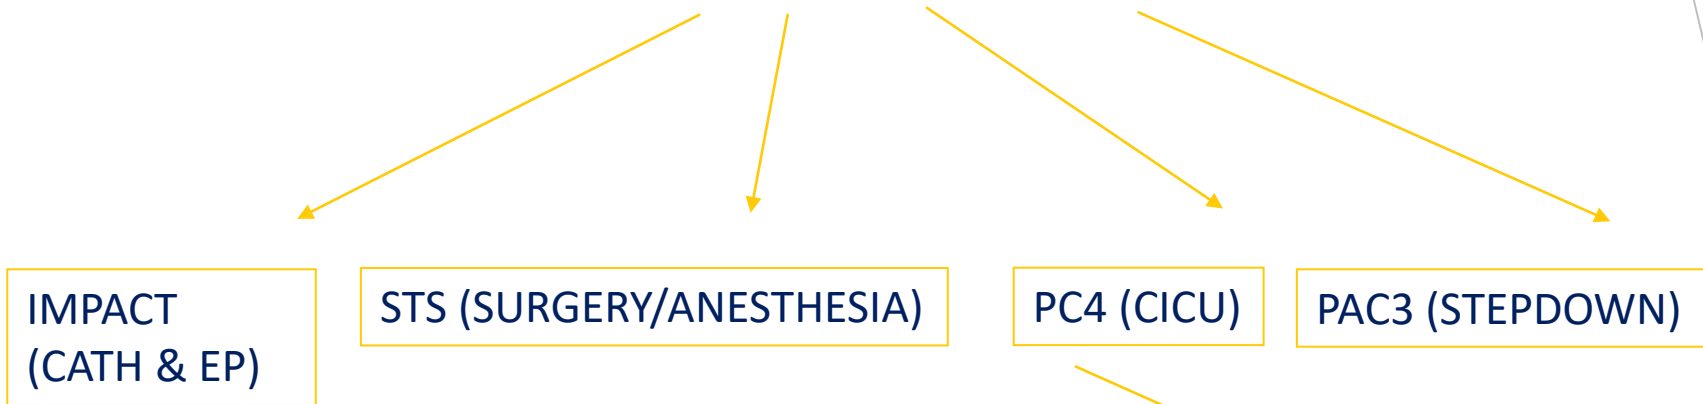 IMPACT
(CATH & EP)
STS (SURGERY/ANESTHESIA)
PC4 (CICU)
PAC3 (STEPDOWN)